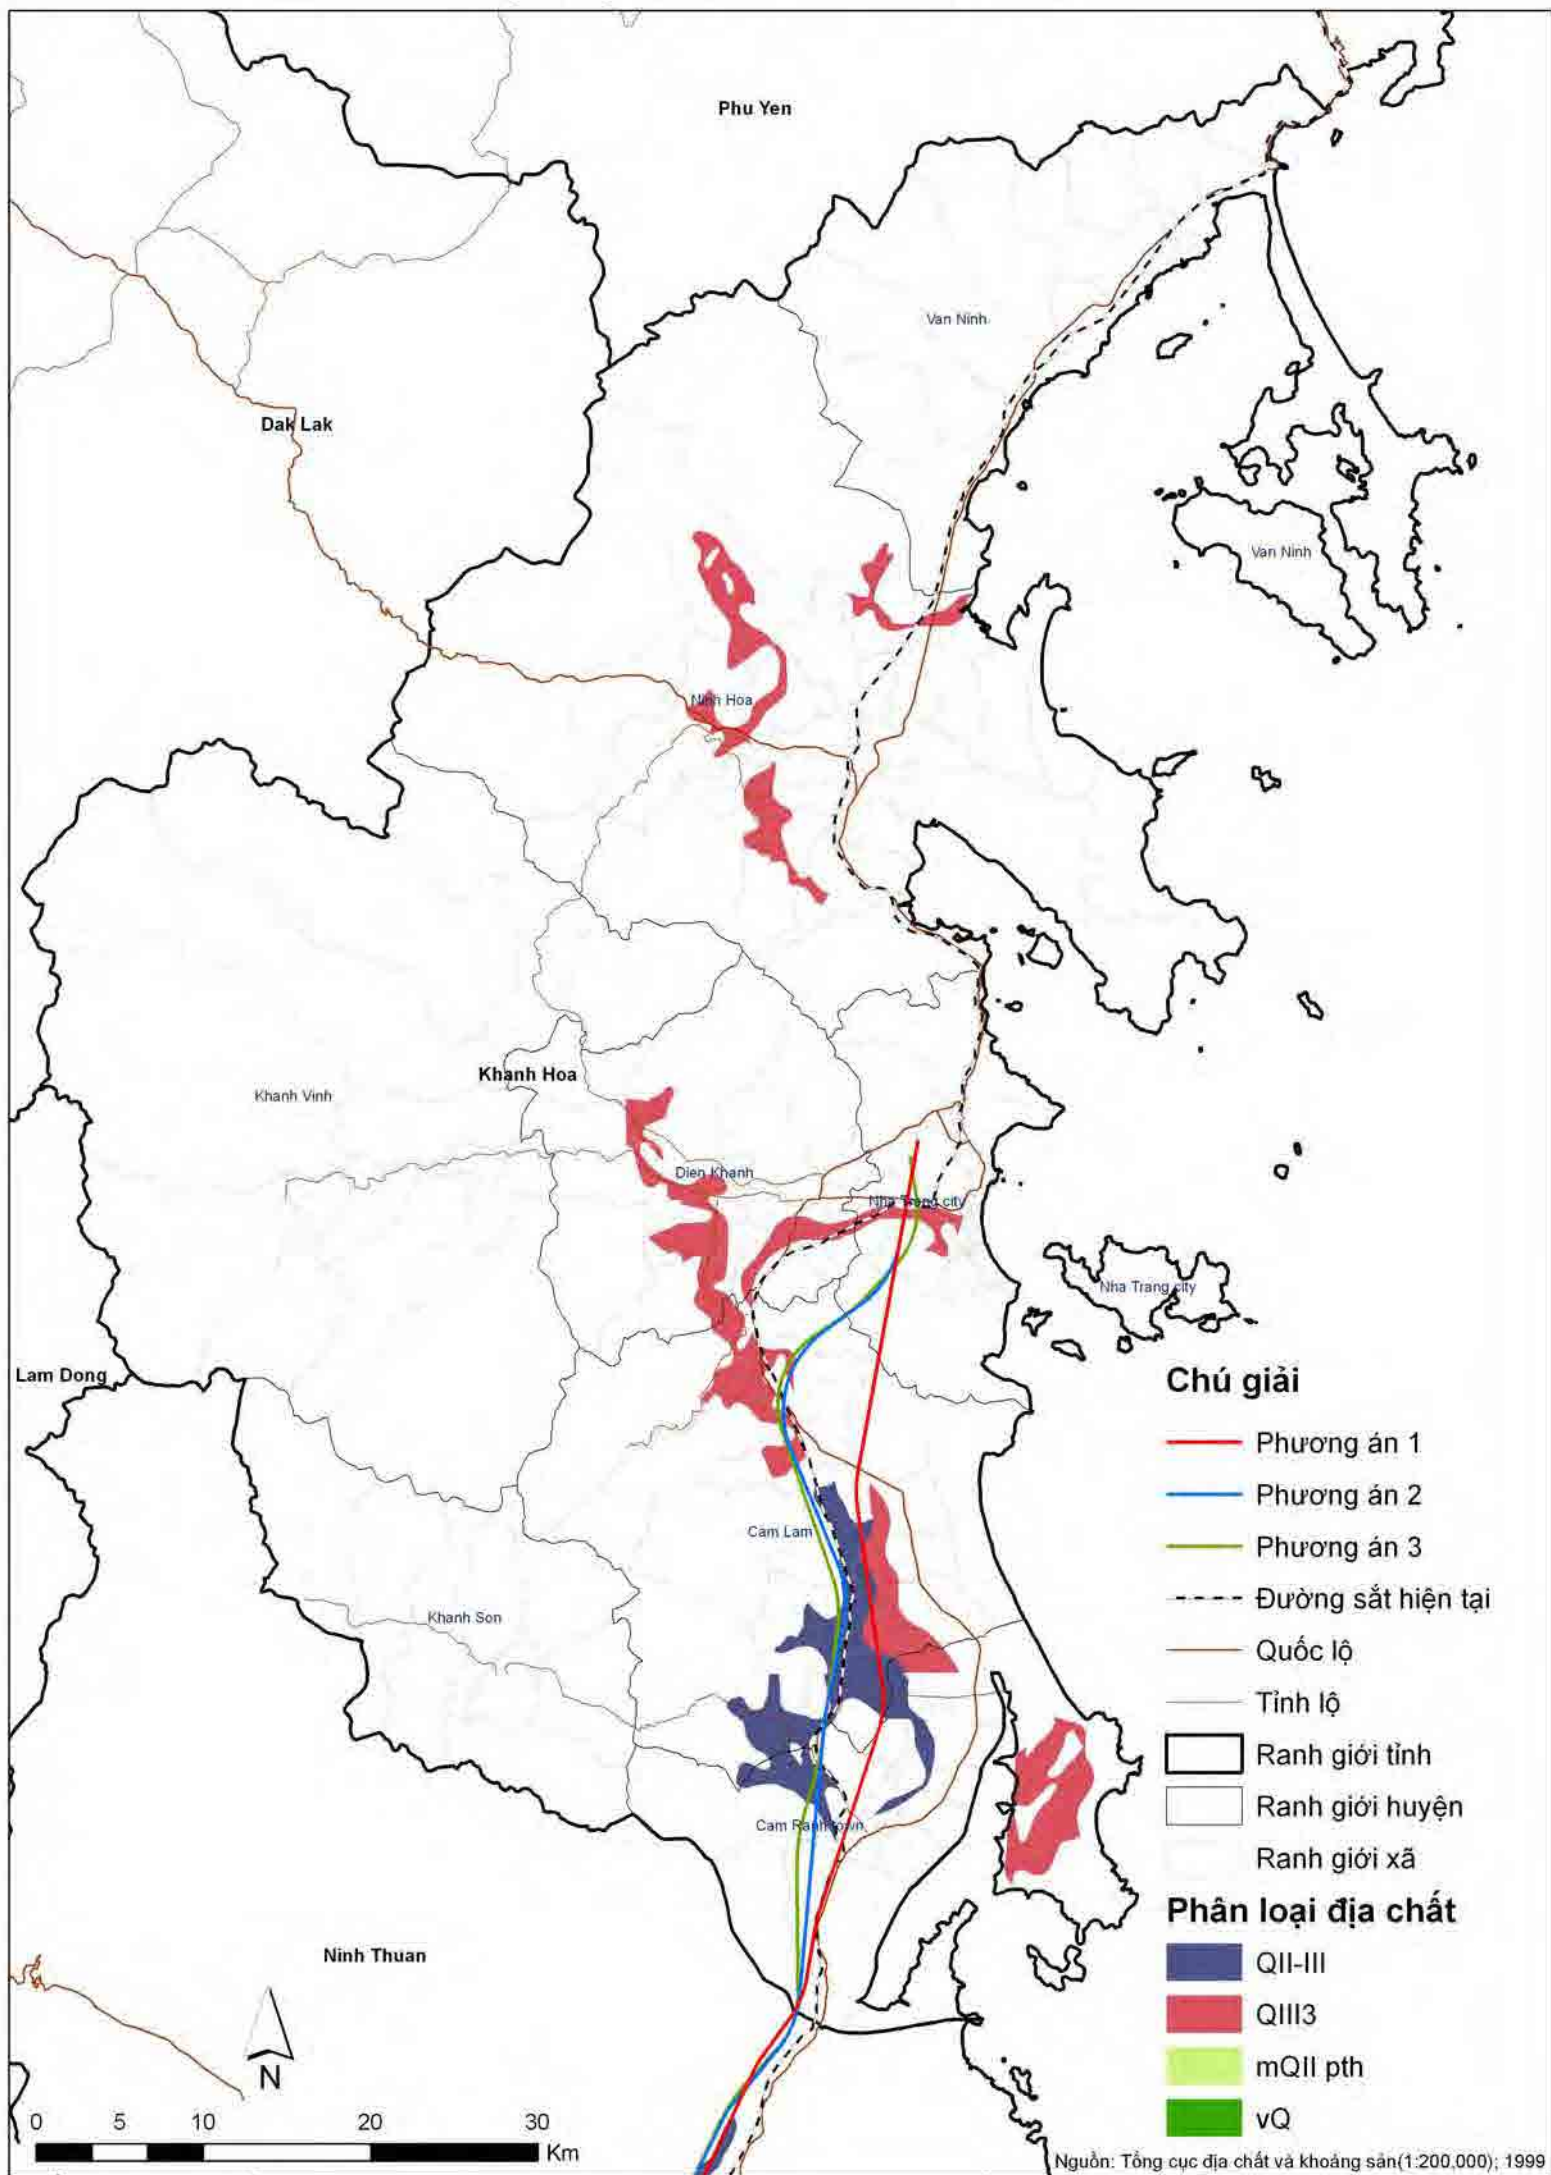 Phu Yen
Van Ninh
Dak Lak
Van Ninh
Ninh Hoa
Khanh Hoa
Khanh Vinh
Dien Khanh
Nha Trang city
Nha Trang city
Lam Dong
Cam Lam
Khanh Son
Cam Ranh town
Ninh Thuan
N
0 5 10 20 30
Km
Chú giải
Phương án 1
Phương án 2
Phương án 3
Đường sắt hiện tại
Quốc lộ
Tỉnh lộ
Ranh giới tỉnh
Ranh giới huyện
Ranh giới xã
Phân loại địa chất
QII-III
QIII3
mQII pth
vQ
Nguồn: Tổng cục địa chất và khoáng sản(1:200,000); 1999